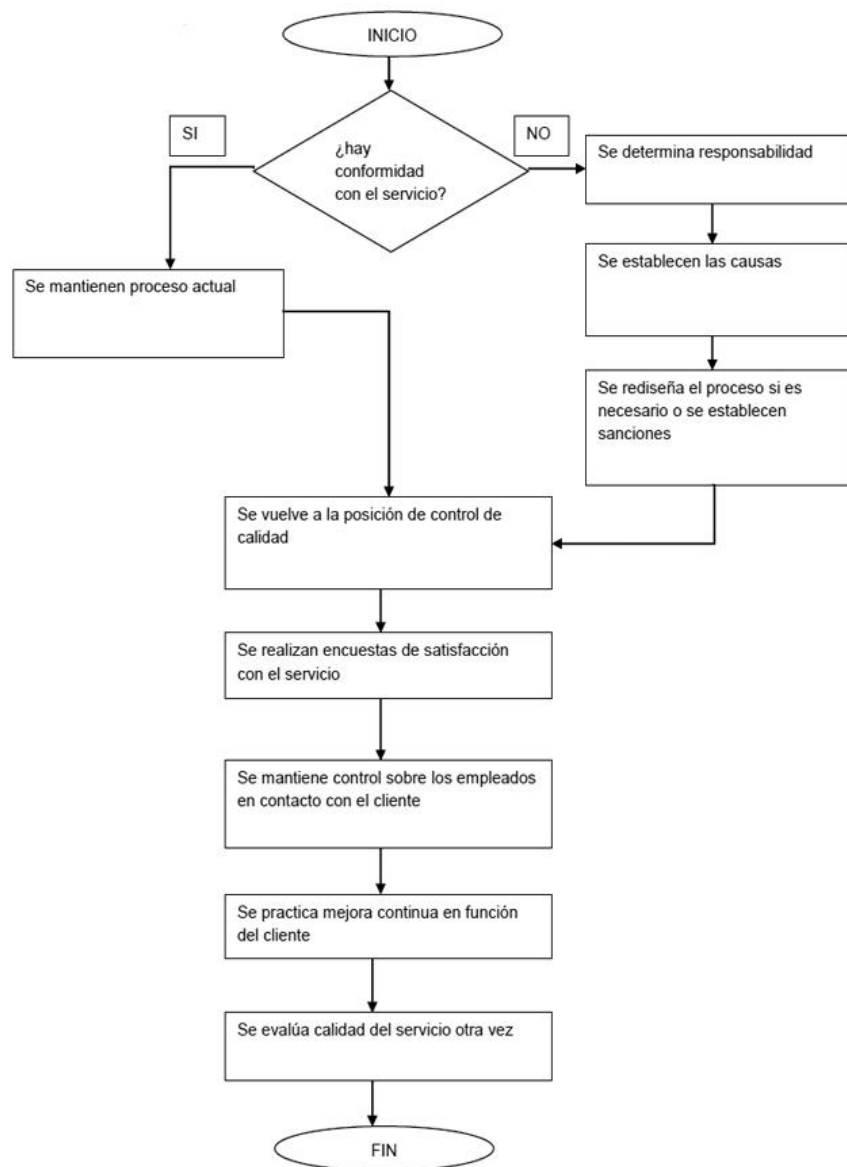 INICIO
SI
NO
¿hay
conformidad
con el servicio?
Se determina responsabilidad
Se establecen las causas
Se mantienen proceso actual
Se rediseña el proceso si es
necesario o se establecen
sanciones
Se vuelve a la posición de control de
calidad
Se realizan encuestas de satisfacción
con el servicio
Se mantiene control sobre los empleados
en contacto con el cliente
Se practica mejora continua en función
del cliente
Se evalúa calidad del servicio otra vez
FIN